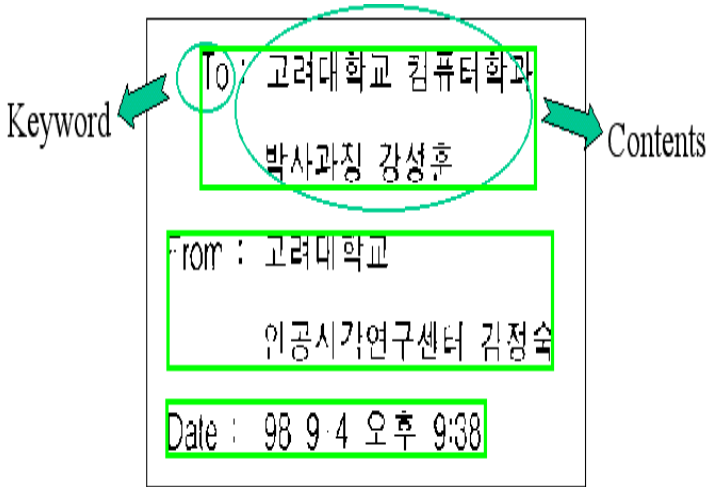 To : 고려대학교 컴퓨터학과
박사과정 강성훈
Keyword
Contents
From : 고려대학교
인공시각연구센터 김정숙
Date : 98 9 4 오후 9:38